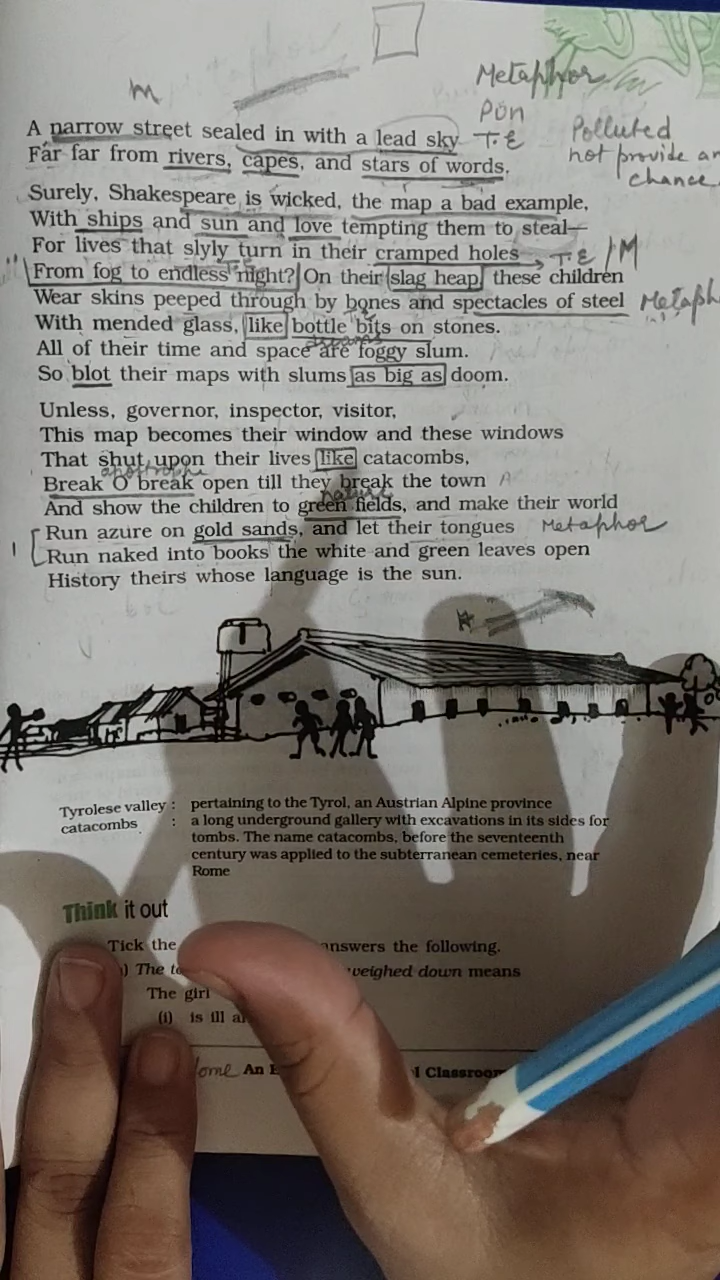 m
Metaphor
Pun
A narrow street sealed in with a lead sky T.E Polluted
Far far from rivers, capes, and stars of words. not provide an
chance
Surely, Shakespeare is wicked, the map a bad example,
With ships and sun and love tempting them to steal—
For lives that slyly turn in their cramped holes T.E / M
From fog to endless night? On their slag heap, these children
Wear skins peeped through by bones and spectacles of steel Metaph
With mended glass, like bottle bits on stones.
All of their time and space are foggy slum.
So blot their maps with slums as big as doom.
Unless, governor, inspector, visitor,
This map becomes their window and these windows
That shut upon their lives like catacombs,
apostrophe
Break O break open till they break the town A
nature
And show the children to green fields, and make their world
Run azure on gold sands, and let their tongues Metaphor
Run naked into books the white and green leaves open
History theirs whose language is the sun.
Tyrolese valley : pertaining to the Tyrol, an Austrian Alpine province
catacombs : a long underground gallery with excavations in its sides for
tombs. The name catacombs, before the seventeenth
century was applied to the subterranean cemeteries, near
Rome
Think it out
Tick the answers the following.
weighed down means
The girl
(i) is ill